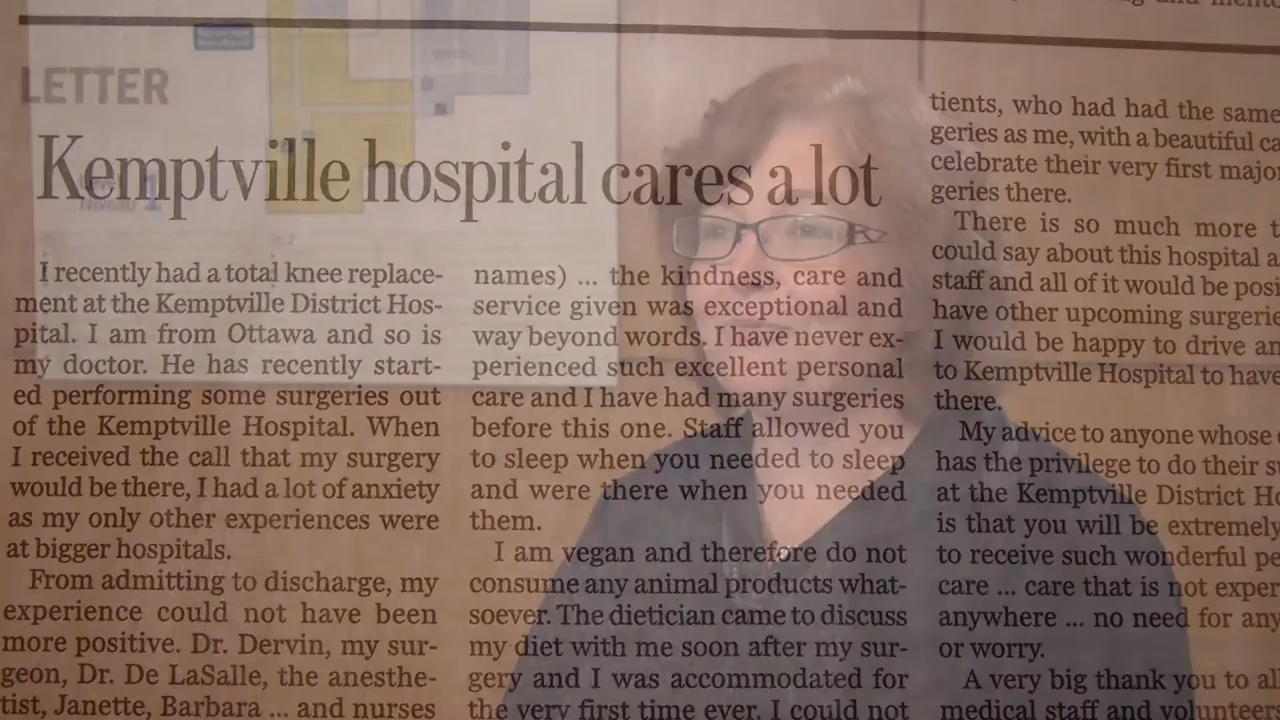 LETTER
Kemptville hospital cares a lot
I recently had a total knee replace-
ment at the Kemptville District Hos-
pital. I am from Ottawa and so is
my doctor. He has recently start-
ed performing some surgeries out
of the Kemptville Hospital. When
I received the call that my surgery
would be there, I had a lot of anxiety
as my only other experiences were
at bigger hospitals.
From admitting to discharge, my
experience could not have been
more positive. Dr. Dervin, my sur-
geon, Dr. De LaSalle, the anesthe-
tist, Janette, Barbara ... and nurses
names) ... the kindness, care and
service given was exceptional and
way beyond words. I have never ex-
perienced such excellent personal
care and I have had many surgeries
before this one. Staff allowed you
to sleep when you needed to sleep
and were there when you needed
them.
I am vegan and therefore do not
consume any animal products what-
soever. The dietician came to discuss
my diet with me soon after my sur-
gery and I was accommodated for
the very first time ever. I could not
tients, who had had the same
geries as me, with a beautiful ca
celebrate their very first major
geries there.
There is so much more t
could say about this hospital a
staff and all of it would be posi
have other upcoming surgerie
I would be happy to drive an
to Kemptville Hospital to have
there.
My advice to anyone whose
has the privilege to do their su
at the Kemptville District Ho
is that you will be extremely
to receive such wonderful pe
care ... care that is not exper
anywhere ... no need for any
or worry.
A very big thank you to all
medical staff and volunteers
Niveau 1